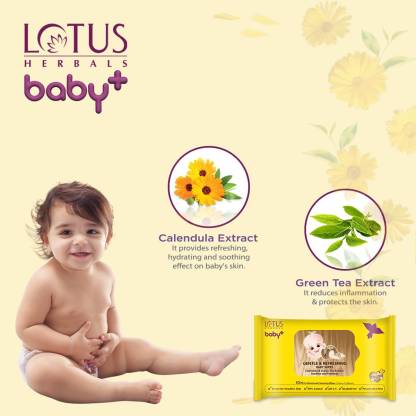 LOTUS
HERBALS
baby+
Calendula Extract
It provides refreshing,
hydrating and soothing
effect on baby's skin.
Green Tea Extract
It reduces inflammation
& protects the skin.
LOTUS
HERBALS
baby+
GENTLE & REFRESHING
BABY WIPES